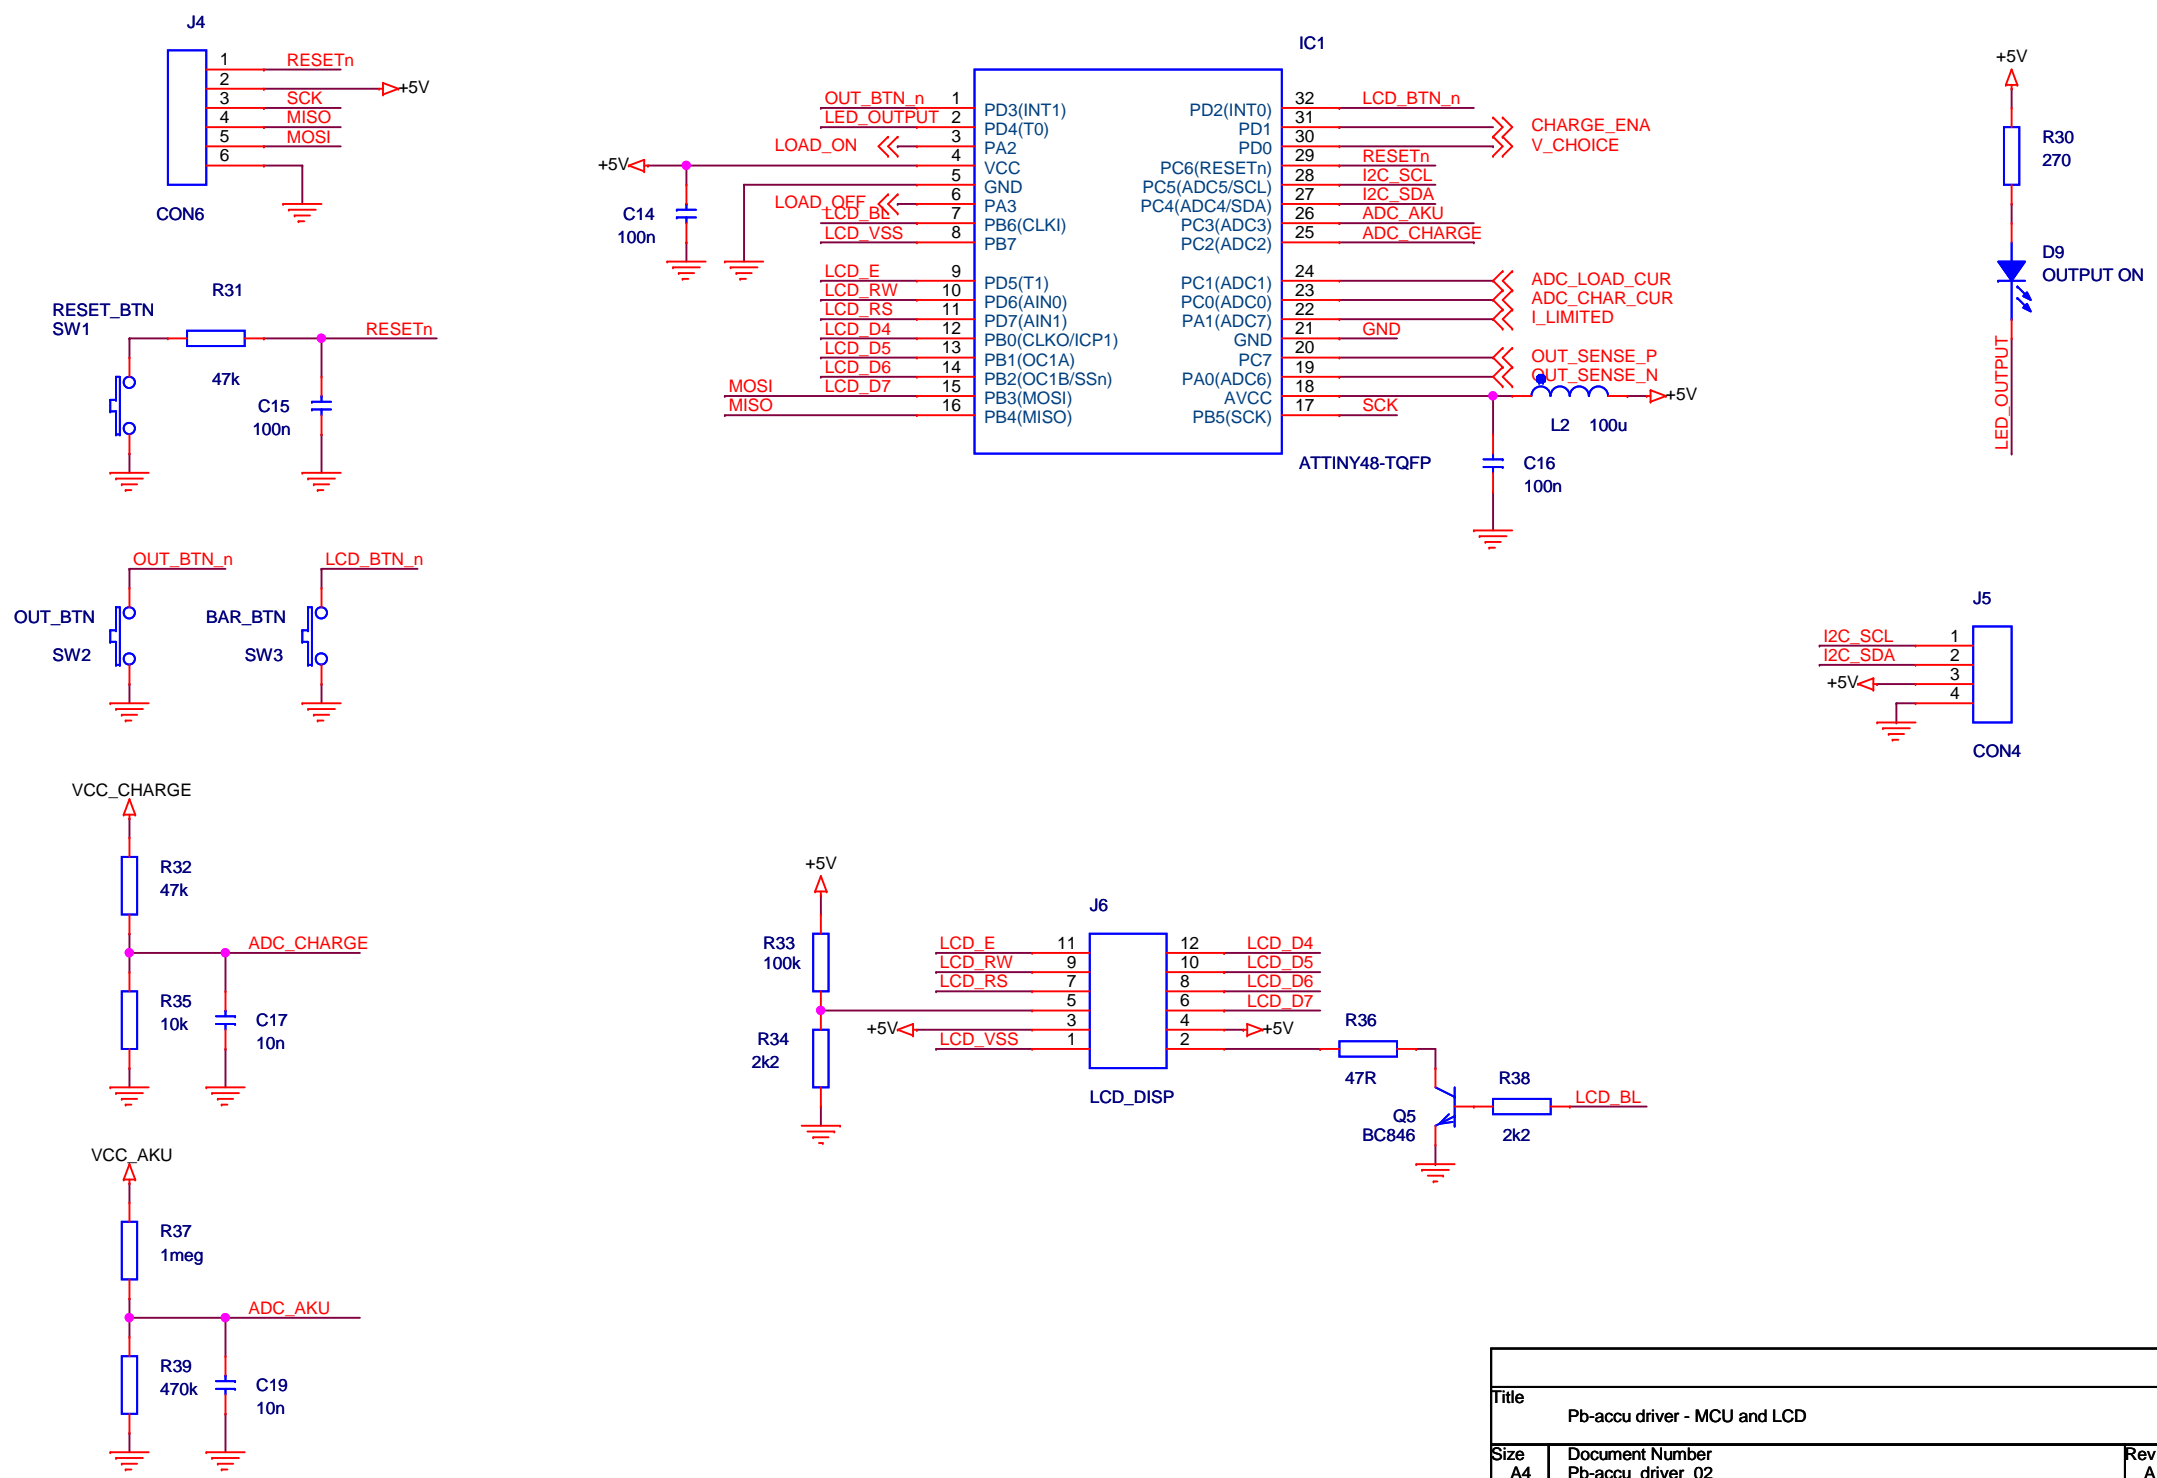 J4
1 RESETn
2 +5V
3 SCK
4 MISO
5 MOSI
6
CON6
IC1
OUT_BTN_n 1 PD3(INT1)
LED_OUTPUT 2 PD4(T0)
LOAD_ON 3 PA2
+5V 4 VCC
5 GND
LOAD_OFF 6 PA3
LCD_BL 7 PB6(CLKI)
LCD_VSS 8 PB7
LCD_E 9 PD5(T1)
LCD_RW 10 PD6(AIN0)
LCD_RS 11 PD7(AIN1)
LCD_D4 12 PB0(CLKO/ICP1)
LCD_D5 13 PB1(OC1A)
LCD_D6 14 PB2(OC1B/SSn)
MOSI LCD_D7 15 PB3(MOSI)
MISO 16 PB4(MISO)
C14
100n
PD2(INT0) 32 LCD_BTN_n
PD1 31 CHARGE_ENA
PD0 30 V_CHOICE
PC6(RESETn) 29 RESETn
PC5(ADC5/SCL) 28 I2C_SCL
PC4(ADC4/SDA) 27 I2C_SDA
PC3(ADC3) 26 ADC_AKU
PC2(ADC2) 25 ADC_CHARGE
PC1(ADC1) 24 ADC_LOAD_CUR
PC0(ADC0) 23 ADC_CHAR_CUR
PA1(ADC7) 22 I_LIMITED
GND 21 GND
PC7 20 OUT_SENSE_P
PA0(ADC6) 19 OUT_SENSE_N
AVCC 18 +5V
PB5(SCK) 17 SCK
L2 100u
ATTINY48-TQFP
C16
100n
+5V
R30
270
D9
OUTPUT ON
LED_OUTPUT
RESET_BTN
SW1
R31
47k
RESETn
C15
100n
OUT_BTN_n
OUT_BTN
SW2
LCD_BTN_n
BAR_BTN
SW3
J5
I2C_SCL 1
I2C_SDA 2
+5V 3
4
CON4
VCC_CHARGE
R32
47k
ADC_CHARGE
R35
10k
C17
10n
+5V
R33
100k
R34
2k2
J6
LCD_E 11 12 LCD_D4
LCD_RW 9 10 LCD_D5
LCD_RS 7 8 LCD_D6
5 6 LCD_D7
+5V 3 4 +5V
LCD_VSS 1 2
LCD_DISP
R36
47R
Q5
BC846
R38
2k2
LCD_BL
VCC_AKU
R37
1meg
ADC_AKU
R39
470k
C19
10n
Title
Pb-accu driver - MCU and LCD
Size Document Number Rev
A4 Pb-accu_driver_02 A